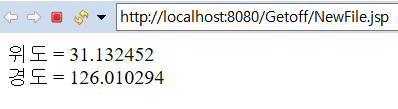 http://localhost:8080/Getoff/NewFile.jsp
위도 = 31.132452
경도 = 126.010294